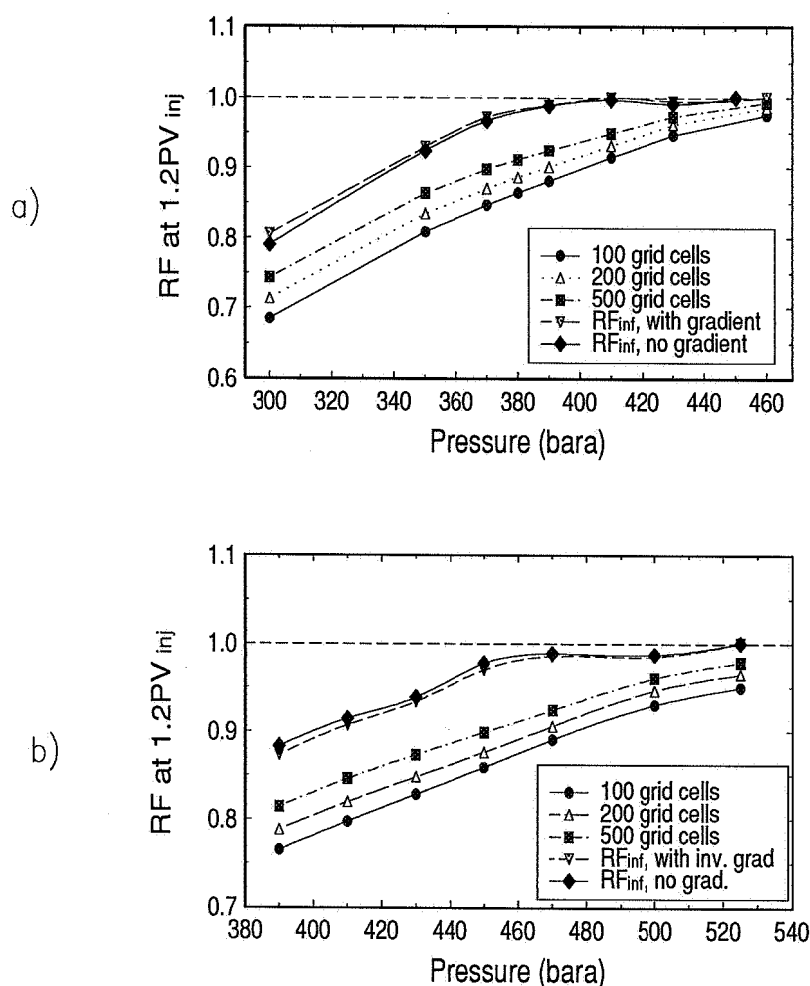 a)
RF at 1.2PV inj
1.1
1.0
0.9
0.8
0.7
0.6
100 grid cells
200 grid cells
500 grid cells
RFinf, with gradient
RFinf, no gradient
300 320 340 360 380 400 420 440 460
Pressure (bara)
b)
RF at 1.2PV inj
1.1
1.0
0.9
0.8
0.7
100 grid cells
200 grid cells
500 grid cells
RFinf, with inv. grad
RFinf, no grad.
380 400 420 440 460 480 500 520 540
Pressure (bara)